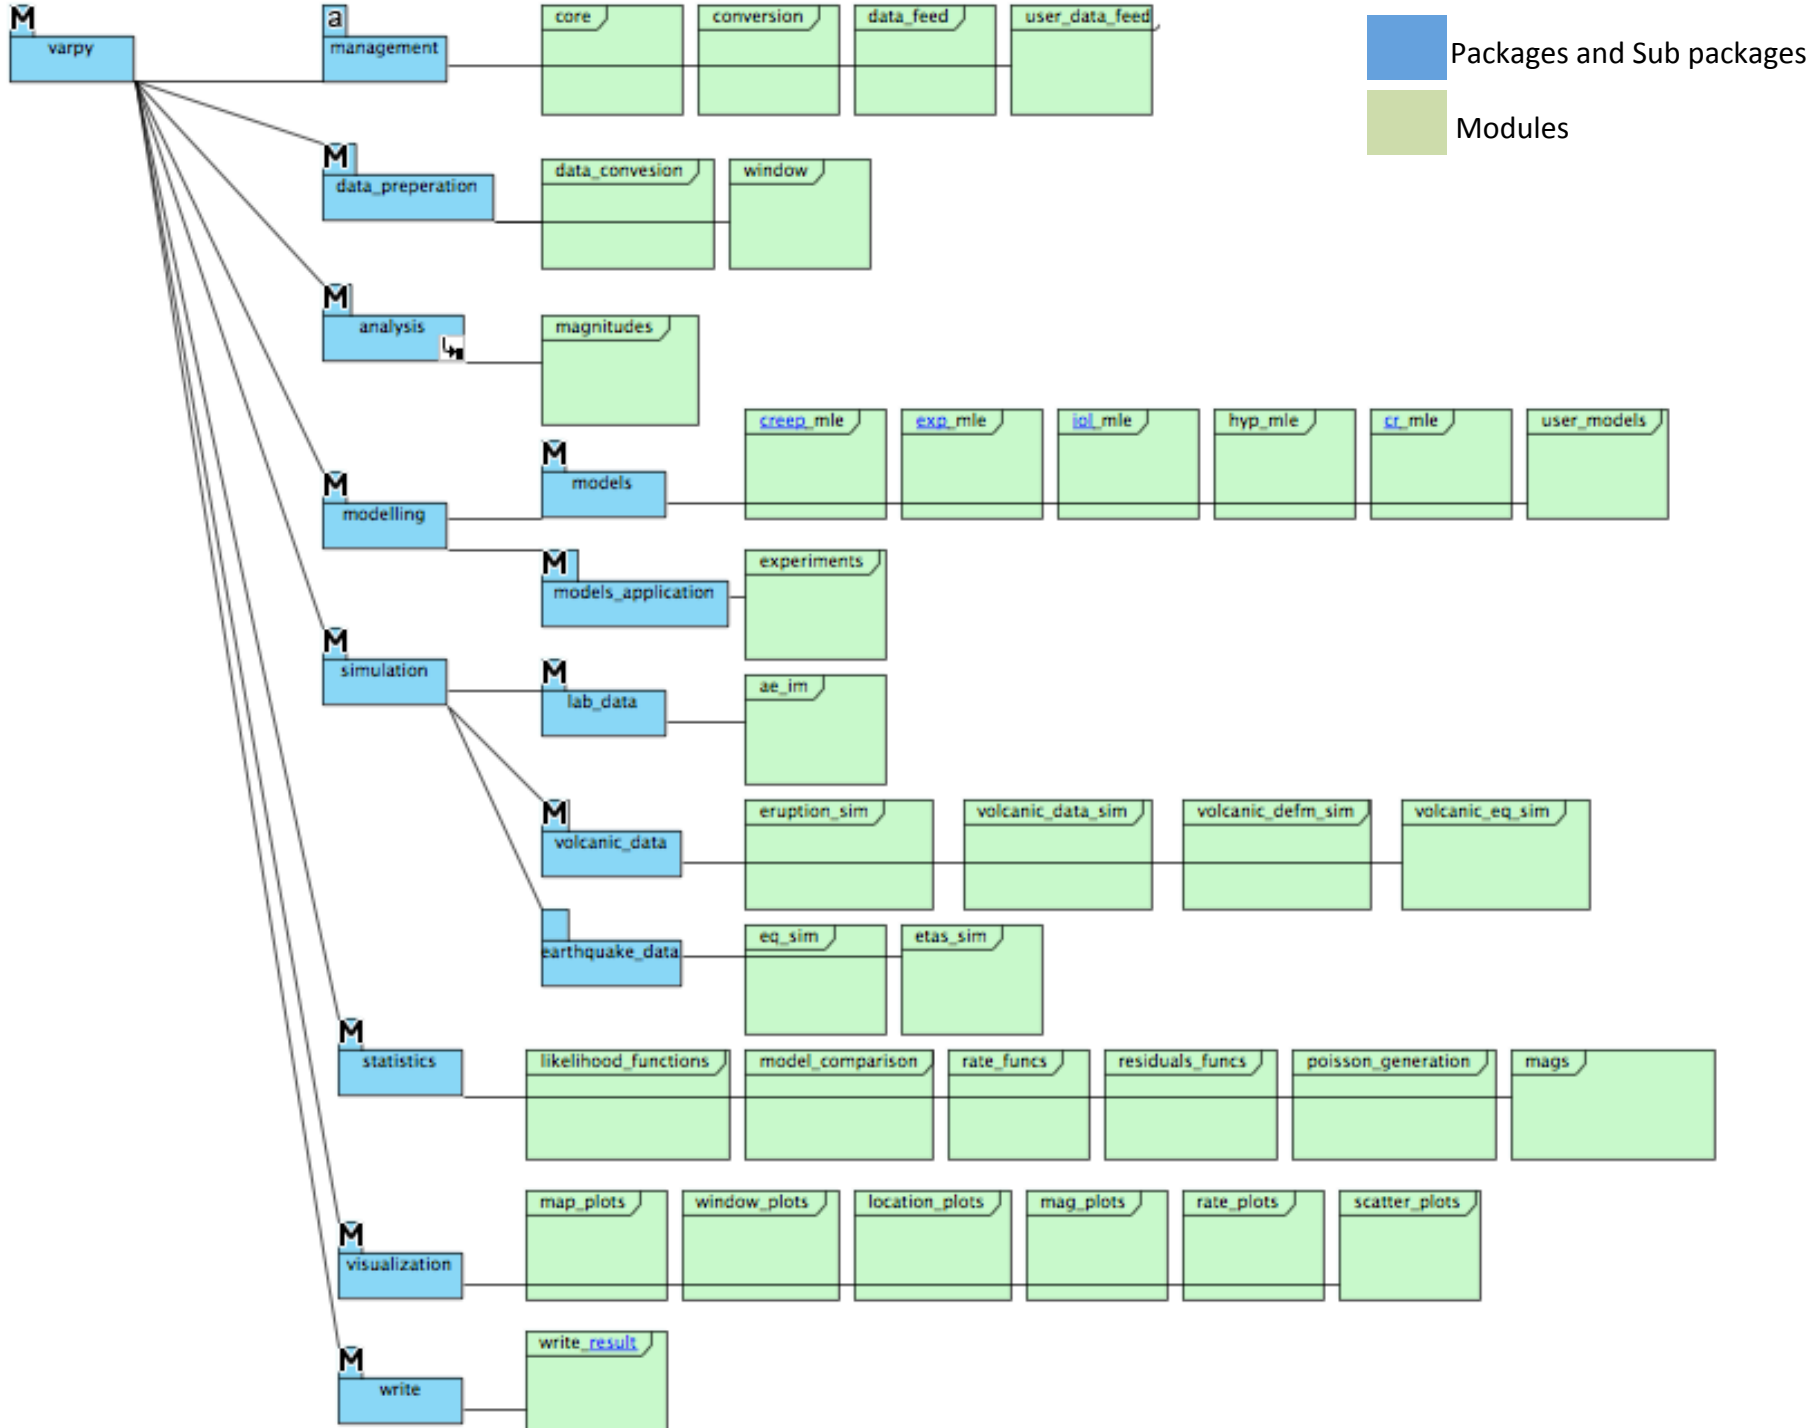 M
varpy
a
management
core
conversion
data_feed
user_data_feed
Packages and Sub packages
Modules
M
data_preperation
data_convesion
window
M
analysis
magnitudes
M
modelling
M
models
creep_mle
exp_mle
iol_mle
hyp_mle
cr_mle
user_models
M
models_application
experiments
M
simulation
M
lab_data
ae_im
M
volcanic_data
eruption_sim
volcanic_data_sim
volcanic_defm_sim
volcanic_eq_sim
earthquake_data
eq_sim
etas_sim
M
statistics
likelihood_functions
model_comparison
rate_funcs
residuals_funcs
poisson_generation
mags
M
visualization
map_plots
window_plots
location_plots
mag_plots
rate_plots
scatter_plots
M
write
write_result